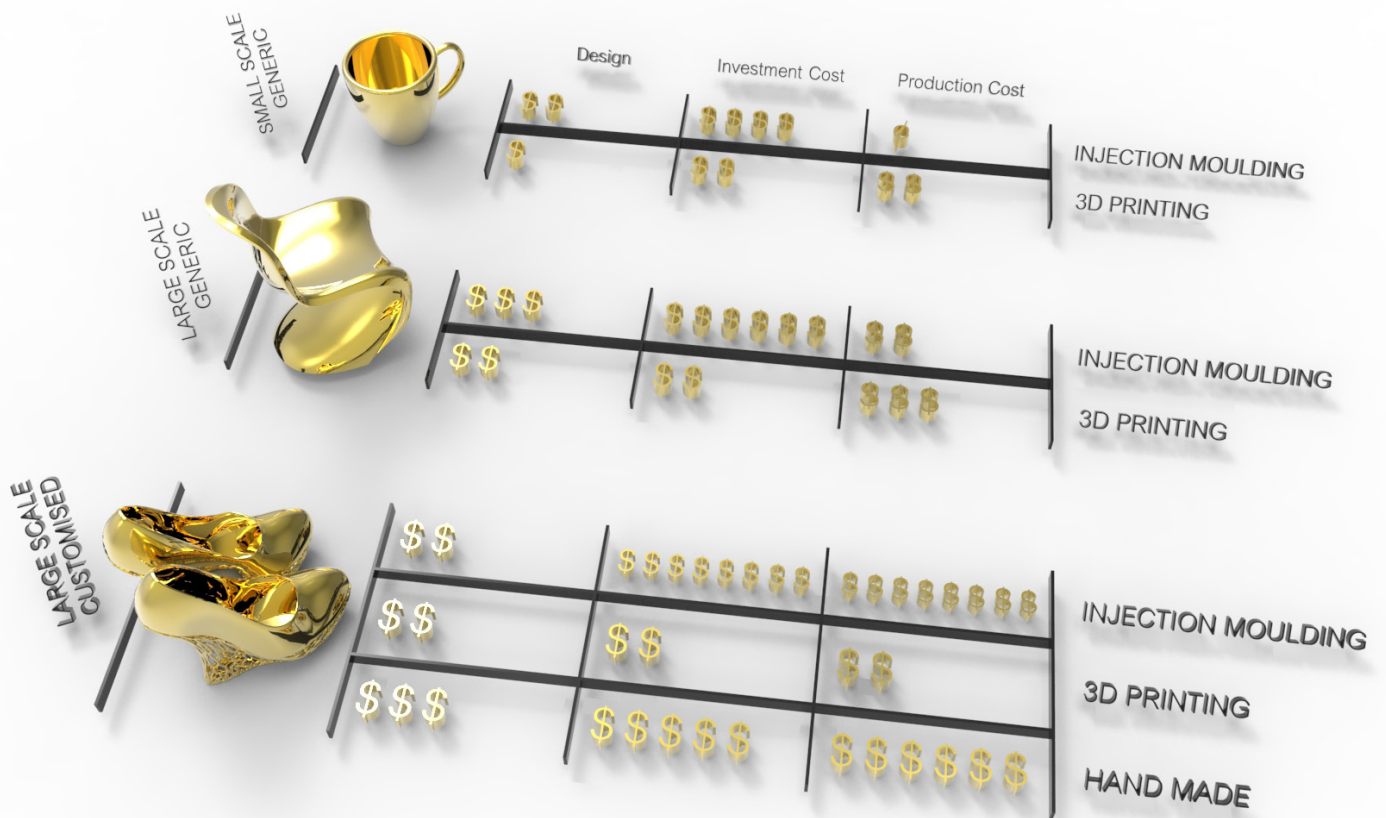 SMALL SCALE
GENERIC
Design
Investment Cost
Production Cost
$$ $$$$ $ INJECTION MOULDING
$ $$ $$ 3D PRINTING
LARGE SCALE
GENERIC
$$$ $$$$$$ $$ INJECTION MOULDING
$$ $$ $$$ 3D PRINTING
LARGE SCALE
CUSTOMISED
$$ $$$$$$$$ $$$$$$$$ INJECTION MOULDING
$$ $$ $$ 3D PRINTING
$$$ $$$$$ $$$$$$ HAND MADE